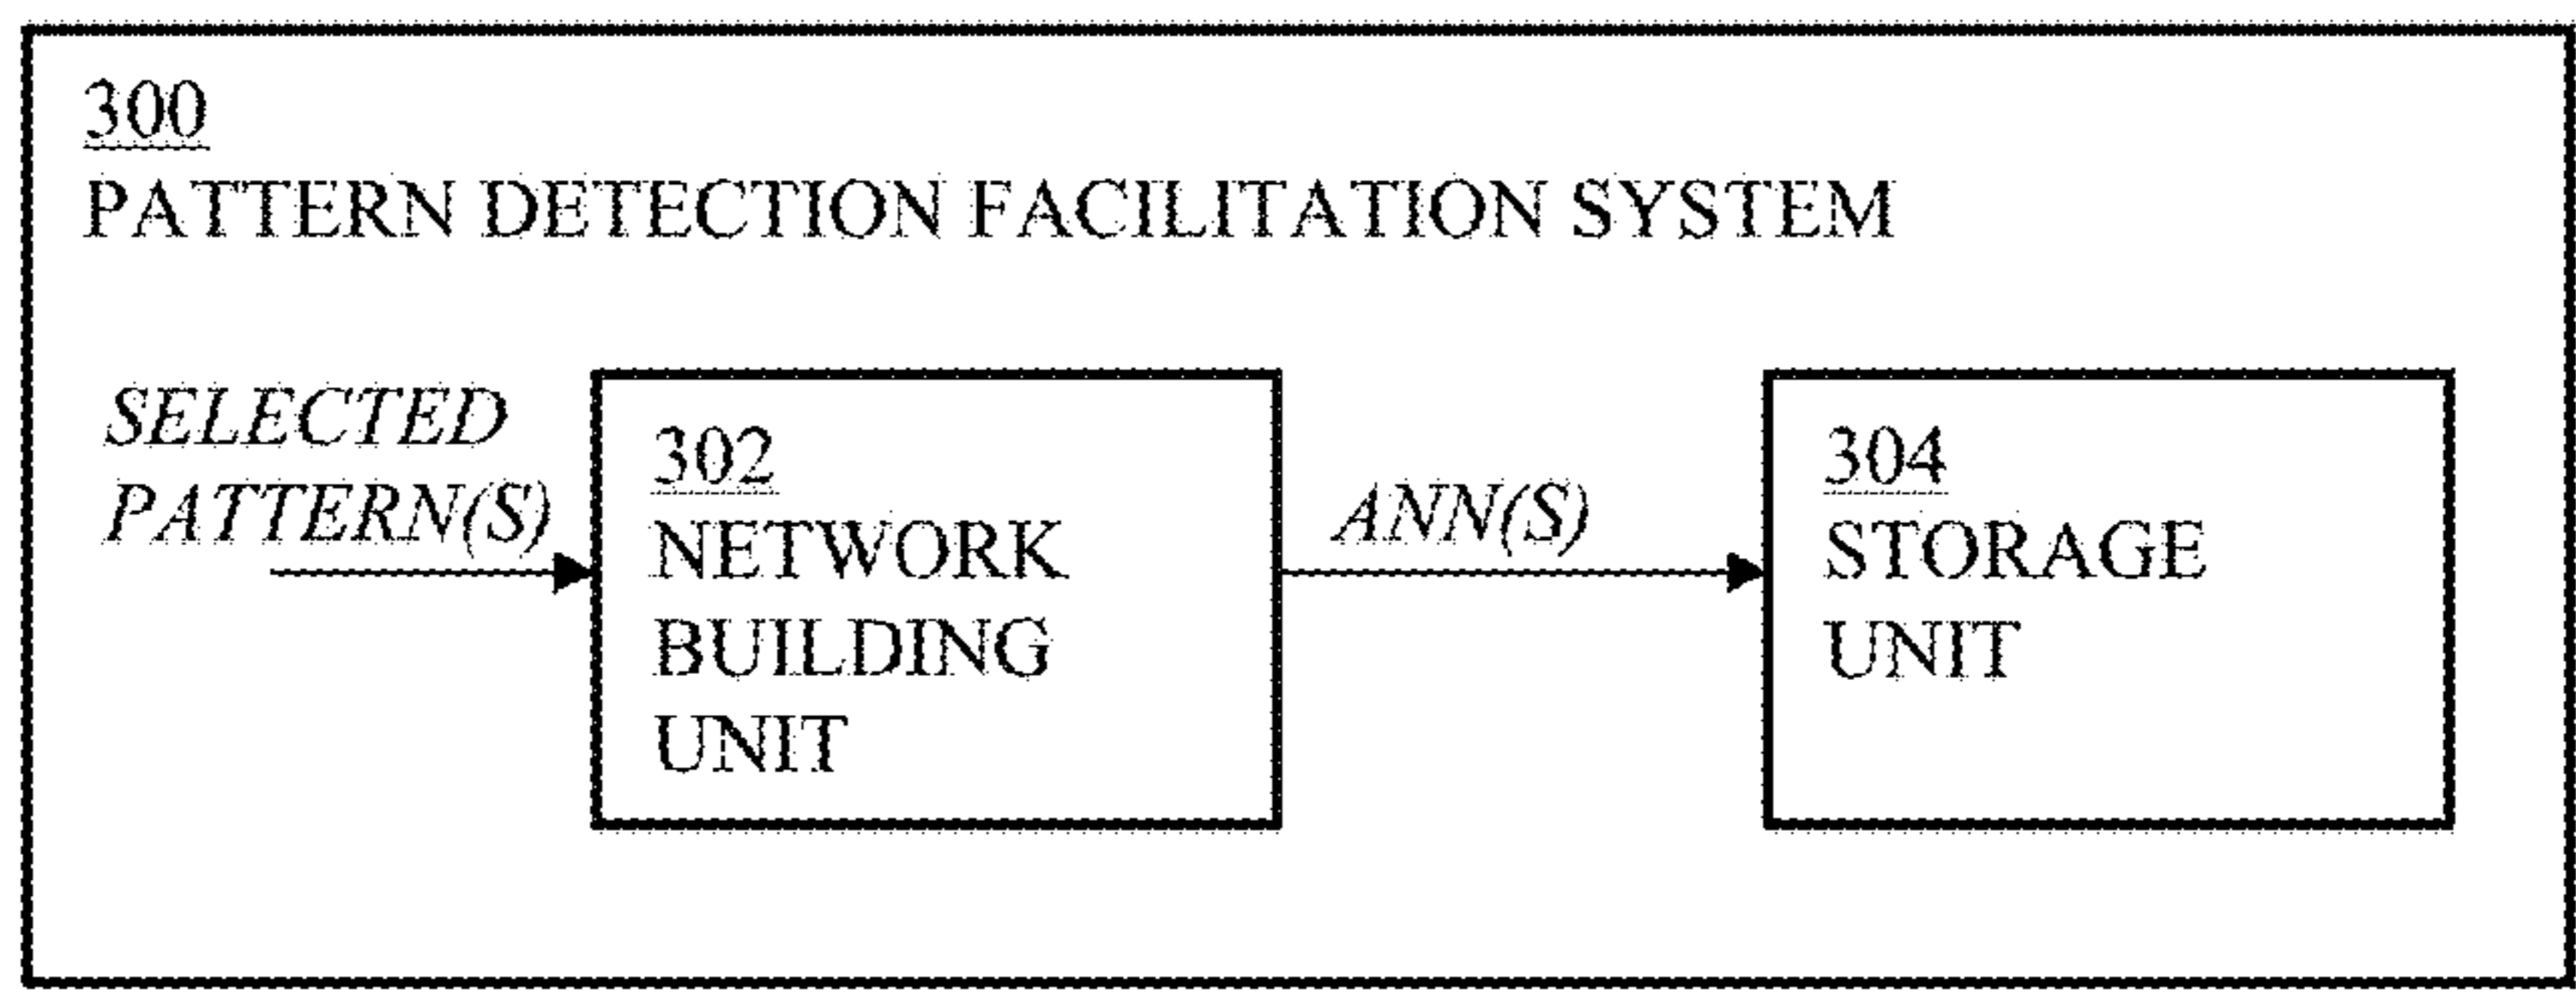 300
PATTERN DETECTION FACILITATION SYSTEM
SELECTED
PATTERN(S)
302
NETWORK
BUILDING
UNIT
ANN(S)
304
STORAGE
UNIT